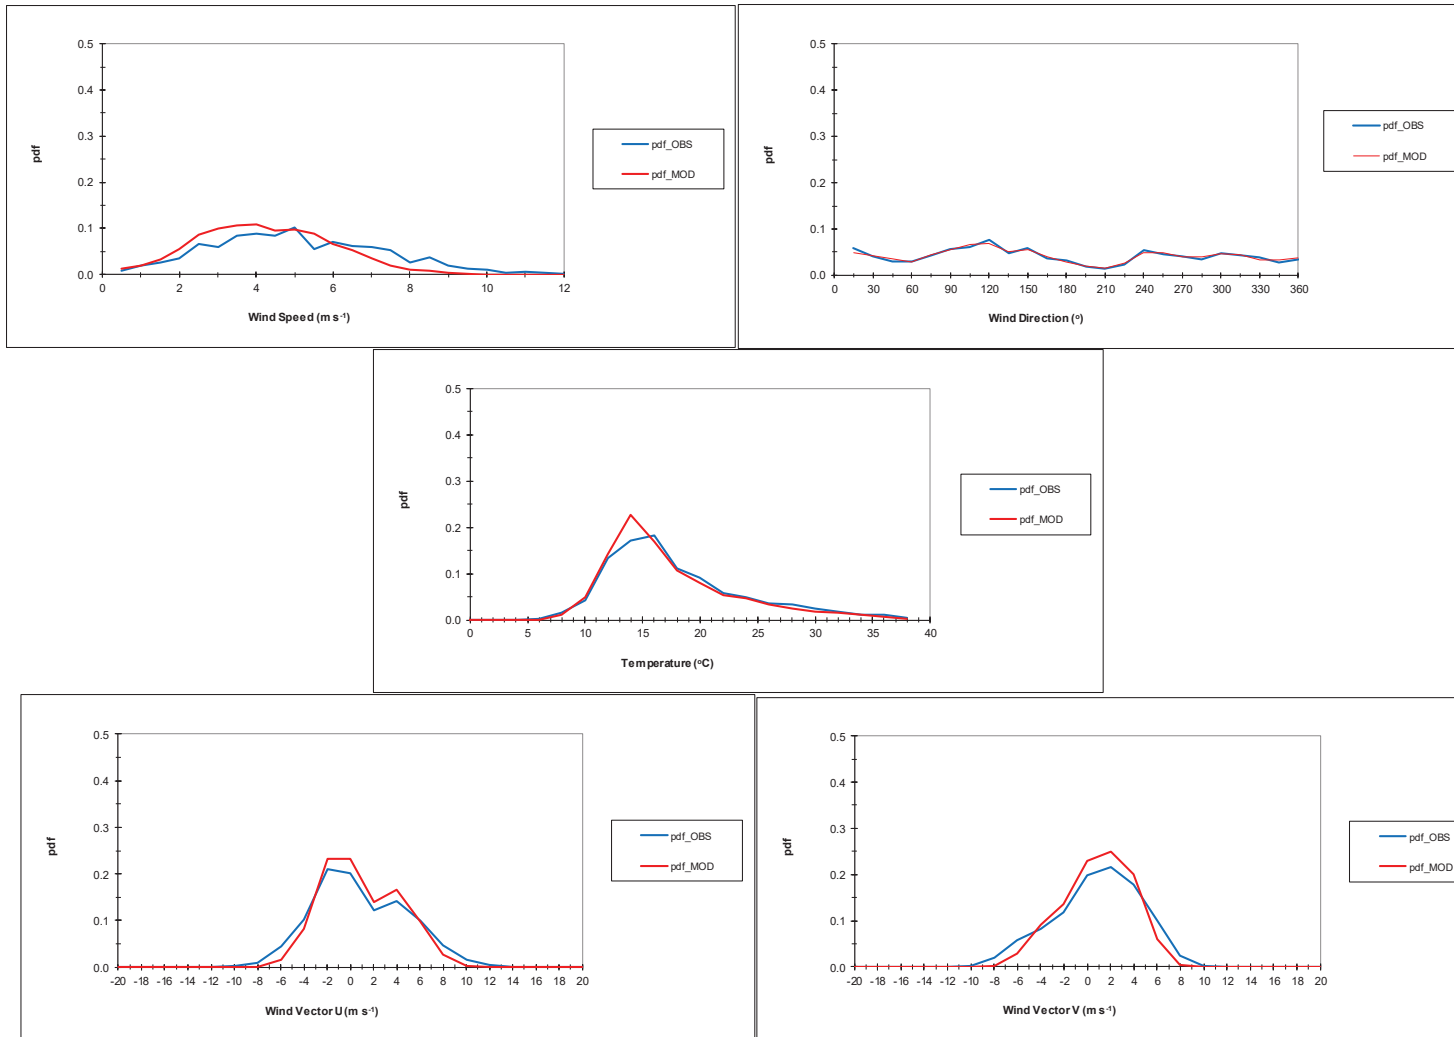 0.5
0.4
0.3
0.2
0.1
0.0
pdf
0 2 4 6 8 10 12
Wind Speed (m s⁻¹)
pdf_OBS
pdf_MOD
0.5
0.4
0.3
0.2
0.1
0.0
pdf
0 30 60 90 120 150 180 210 240 270 300 330 360
Wind Direction (º)
pdf_OBS
pdf_MOD
0.5
0.4
0.3
0.2
0.1
0.0
pdf
0 5 10 15 20 25 30 35 40
Temperature (ºC)
pdf_OBS
pdf_MOD
0.5
0.4
0.3
0.2
0.1
0.0
pdf
-20 -18 -16 -14 -12 -10 -8 -6 -4 -2 0 2 4 6 8 10 12 14 16 18 20
Wind Vector U (m s⁻¹)
pdf_OBS
pdf_MOD
0.5
0.4
0.3
0.2
0.1
0.0
pdf
-20 -18 -16 -14 -12 -10 -8 -6 -4 -2 0 2 4 6 8 10 12 14 16 18 20
Wind Vector V (m s⁻¹)
pdf_OBS
pdf_MOD